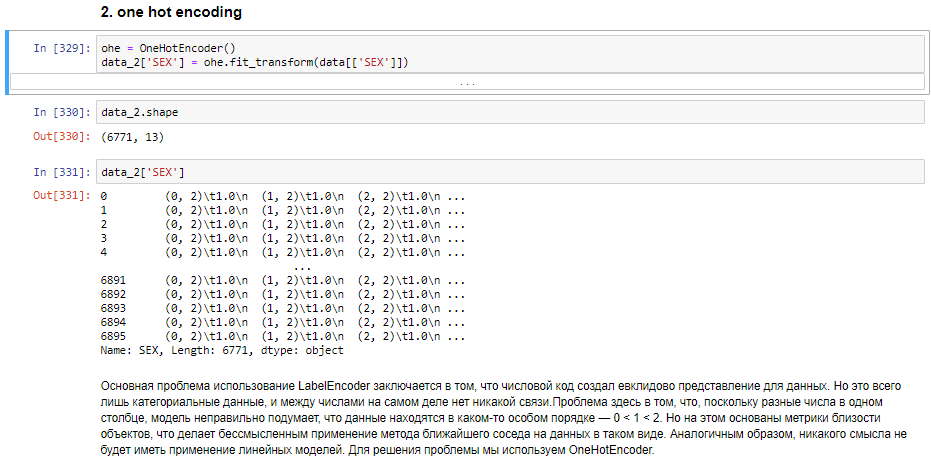 2. one hot encoding
In [329]: ohe = OneHotEncoder()
data_2['SEX'] = ohe.fit_transform(data[['SEX']])
...
In [330]: data_2.shape
Out[330]: (6771, 13)
In [331]: data_2['SEX']
Out[331]: 0 (0, 2)\t1.0\n (1, 2)\t1.0\n (2, 2)\t1.0\n ...
1 (0, 2)\t1.0\n (1, 2)\t1.0\n (2, 2)\t1.0\n ...
2 (0, 2)\t1.0\n (1, 2)\t1.0\n (2, 2)\t1.0\n ...
3 (0, 2)\t1.0\n (1, 2)\t1.0\n (2, 2)\t1.0\n ...
4 (0, 2)\t1.0\n (1, 2)\t1.0\n (2, 2)\t1.0\n ...
...
6891 (0, 2)\t1.0\n (1, 2)\t1.0\n (2, 2)\t1.0\n ...
6892 (0, 2)\t1.0\n (1, 2)\t1.0\n (2, 2)\t1.0\n ...
6893 (0, 2)\t1.0\n (1, 2)\t1.0\n (2, 2)\t1.0\n ...
6894 (0, 2)\t1.0\n (1, 2)\t1.0\n (2, 2)\t1.0\n ...
6895 (0, 2)\t1.0\n (1, 2)\t1.0\n (2, 2)\t1.0\n ...
Name: SEX, Length: 6771, dtype: object
Основная проблема использование LabelEncoder заключается в том, что числовой код создал евклидово представление для данных. Но это всего
лишь категориальные данные, и между числами на самом деле нет никакой связи.Проблема здесь в том, что, поскольку разные числа в одном
столбце, модель неправильно подумает, что данные находятся в каком-то особом порядке — 0 < 1 < 2. Но на этом основаны метрики близости
объектов, что делает бессмысленным применение метода ближайшего соседа на данных в таком виде. Аналогичным образом, никакого смысла не
будет иметь применение линейных моделей. Для решения проблемы мы используем OneHotEncoder.